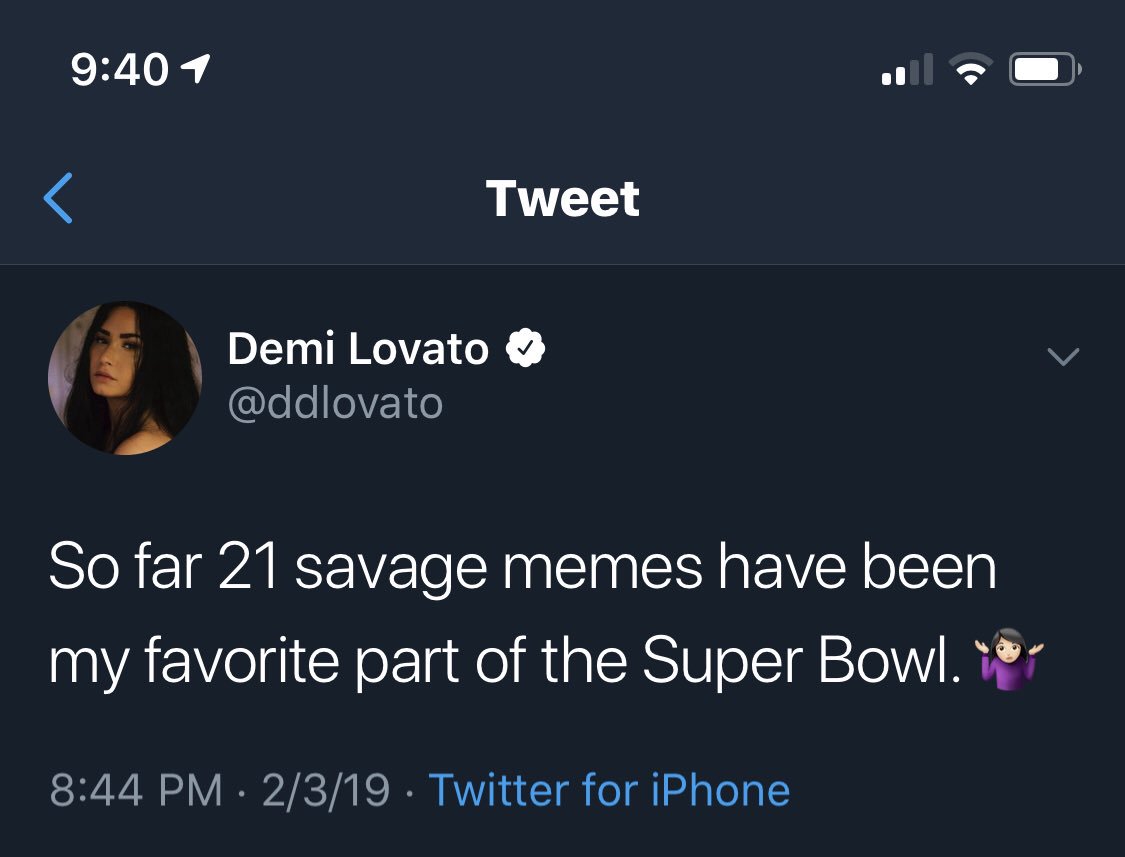 9:40
Tweet
Demi Lovato
@ddlovato
So far 21 savage memes have been
my favorite part of the Super Bowl. 🤷🏻‍♀️
8:44 PM · 2/3/19 · Twitter for iPhone